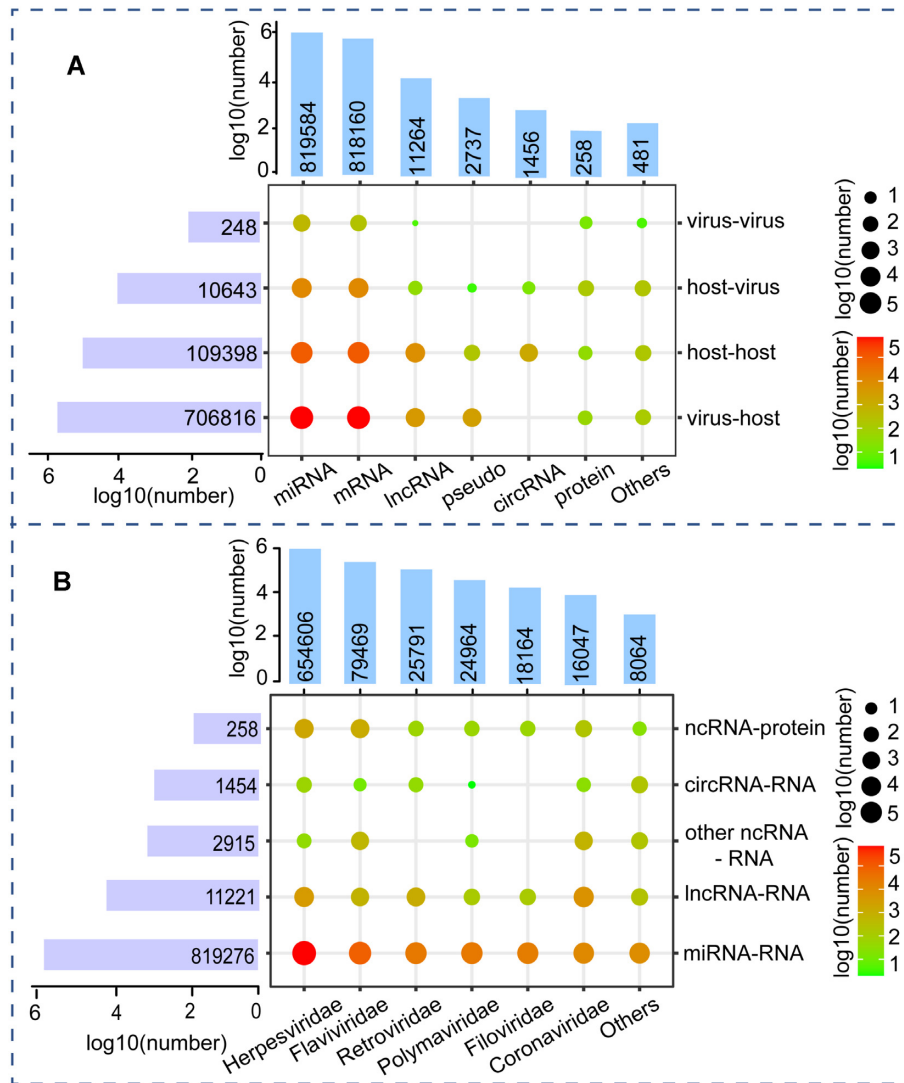 A
log10(number)
6
4
2
0
819584
818160
11264
2737
1456
258
481
248
10643
109398
706816
virus-virus
host-virus
host-host
virus-host
6
4
2
0
log10(number)
miRNA
mRNA
lncRNA
pseudo
circRNA
protein
Others
log10(number)
1
2
3
4
5
log10(number)
5
4
3
2
1
B
log10(number)
6
4
2
0
654606
79469
25791
24964
18164
16047
8064
258
1454
2915
11221
819276
ncRNA-protein
circRNA-RNA
other ncRNA
- RNA
lncRNA-RNA
miRNA-RNA
6
4
2
0
log10(number)
Herpesviridae
Flaviviridae
Retroviridae
Polymaviridae
Filoviridae
Coronaviridae
Others
log10(number)
1
2
3
4
5
log10(number)
5
4
3
2
1